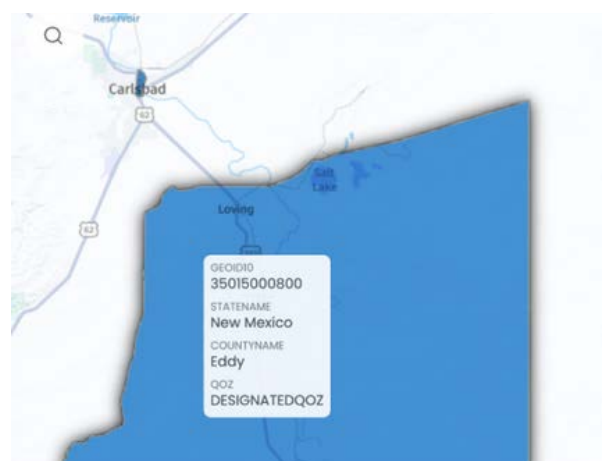 Reservoir
Carlsbad
62
62
Salt
Lake
Loving
GEOID10
35015000800
STATENAME
New Mexico
COUNTYNAME
Eddy
QOZ
DESIGNATEDQOZ